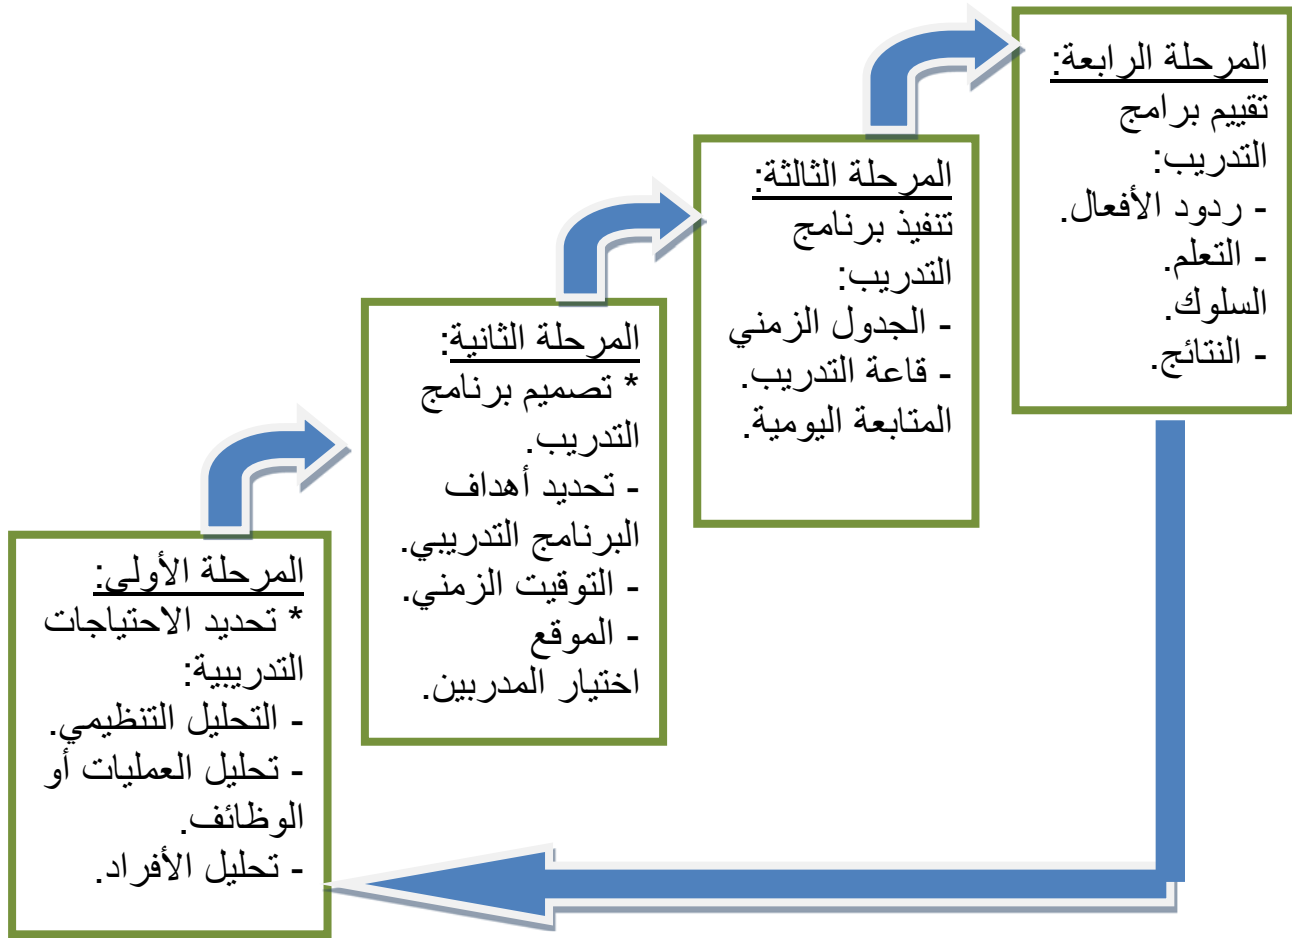 المرحلة الأولى:
* تحديد الاحتياجات
التدريبية:
- التحليل التنظيمي.
- تحليل العمليات أو
الوظائف.
- تحليل الأفراد.
المرحلة الثانية:
* تصميم برنامج
التدريب.
- تحديد أهداف
البرنامج التدريبي.
- التوقيت الزمني.
- الموقع
اختيار المدربين.
المرحلة الثالثة:
تنفيذ برنامج
التدريب:
- الجدول الزمني
- قاعة التدريب.
المتابعة اليومية.
المرحلة الرابعة:
تقييم برامج
التدريب:
- ردود الأفعال.
- التعلم.
السلوك.
- النتائج.